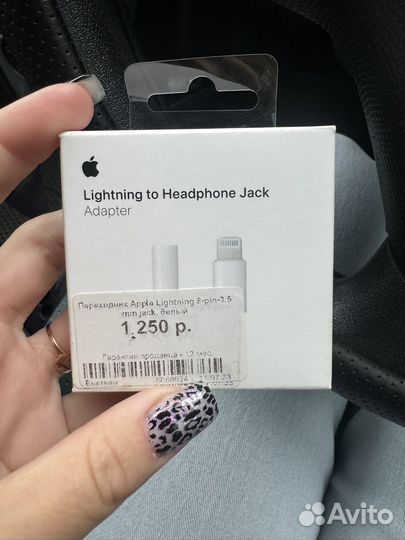 Lightning to Headphone Jack
Adapter
Переходник Apple Lightning 8-pin-3.5
mm jack, белый
1,250 р.
Гарантия продавца - 12 мес.
Вьетнам
Avito